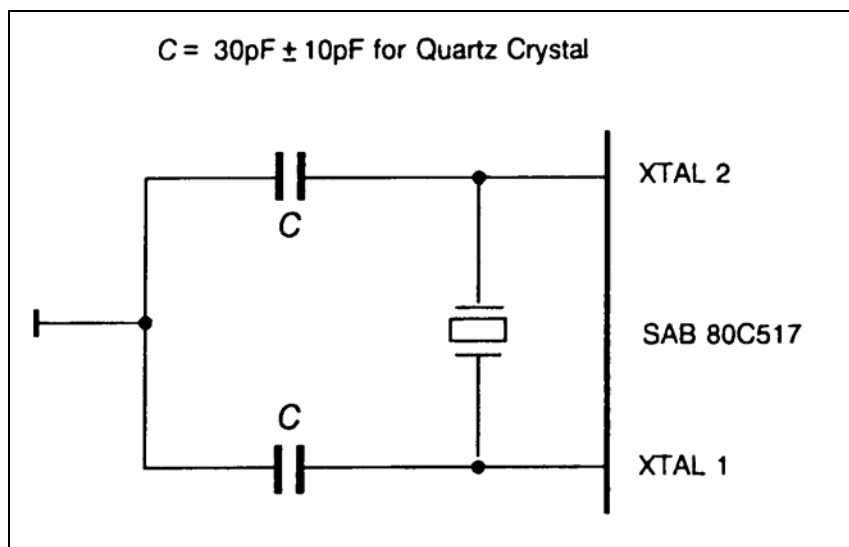 C = 30pF ± 10pF for Quartz Crystal
XTAL 2
C
SAB 80C517
C
XTAL 1